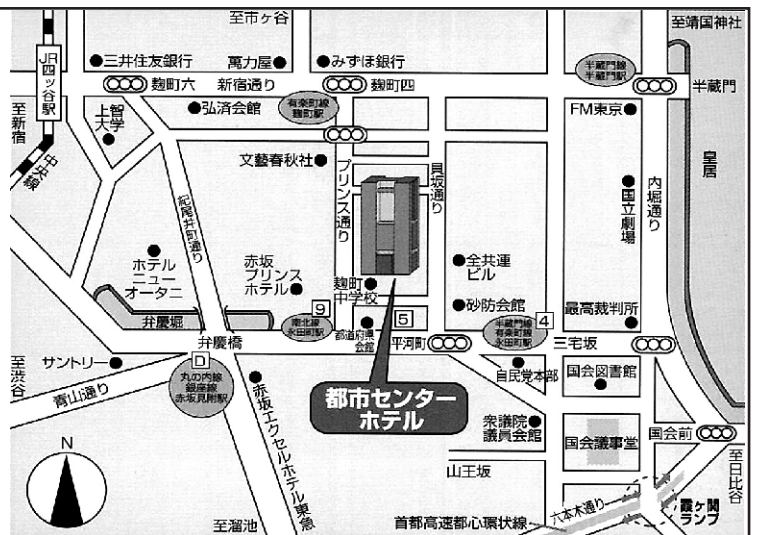 至市ヶ谷
至靖国神社
JR四ッ谷駅
三井住友銀行
萬力屋
みずほ銀行
半蔵門線
半蔵門駅
麹町六
新宿通り
麹町四
半蔵門
至新宿
上智
大学
弘済会館
有楽町線
麹町駅
FM東京
中央線
文藝春秋社
プリンス通り
貝坂通り
皇居
国立劇場
内堀通り
紀尾井町通り
ホテル
ニュー
オータニ
赤坂
プリンス
ホテル
麹町
中学校
全共連
ビル
砂防会館
最高裁判所
弁慶堀
9
南北線
永田町駅
都道府県
会館
5
平河町
半蔵門線
有楽町線
永田町駅
4
三宅坂
弁慶橋
至渋谷
サントリー
D
丸の内線
銀座線
赤坂見附駅
青山通り
赤坂エクセルホテル東急
都市センター
ホテル
自民党本部
国会図書館
衆議院
議員会館
国会議事堂
国会前
至日比谷
山王坂
N
六本木通り
霞ヶ関
ランプ
至溜池
首都高速都心環状線